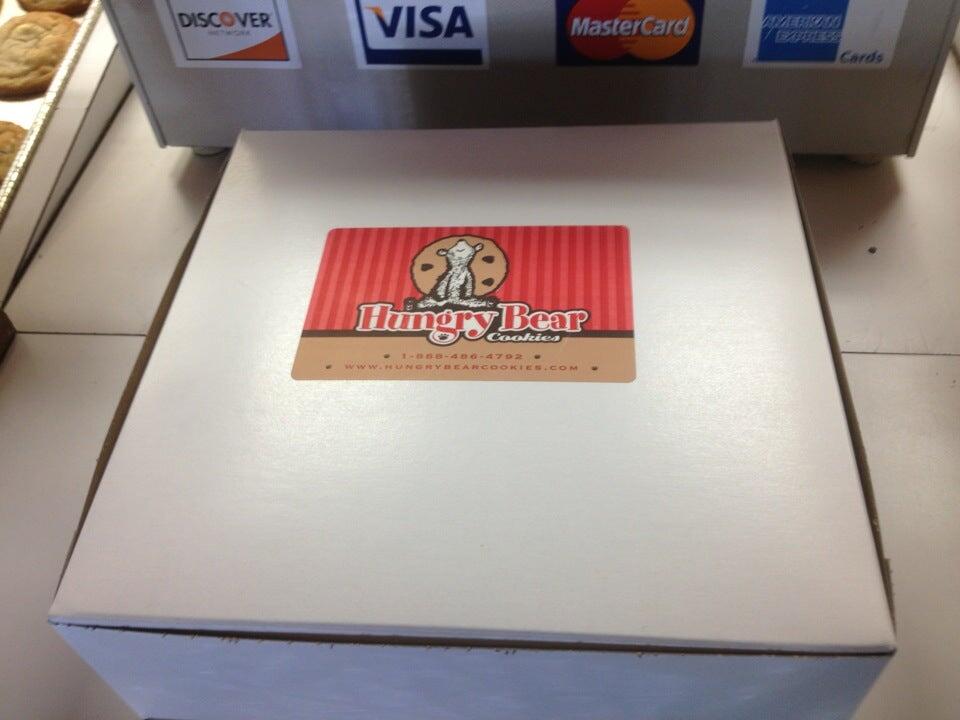 DISCOVER
NETWORK
VISA
MasterCard
AMERICAN
EXPRESS
Cards
Hungry Bear
Cookies
1-888-486-4792
WWW.HUNGRYBEARCOOKIES.COM